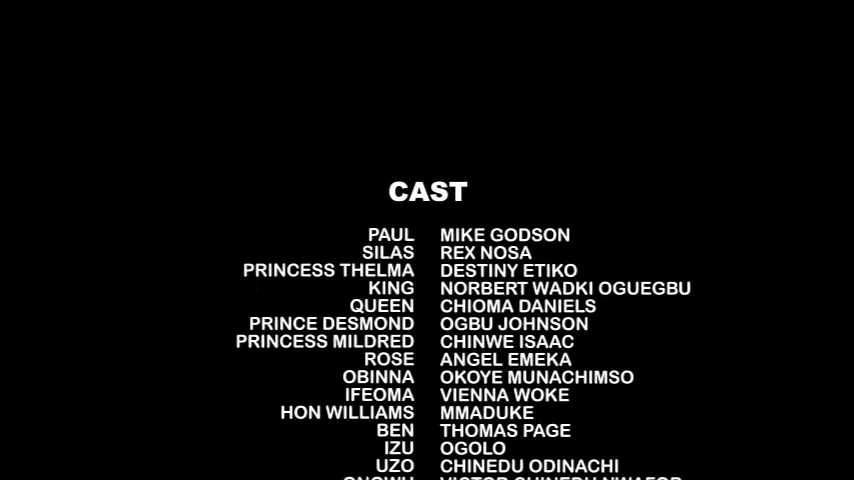 CAST
PAUL MIKE GODSON
SILAS REX NOSA
PRINCESS THELMA DESTINY ETIKO
KING NORBERT WADKI OGUEGBU
QUEEN CHIOMA DANIELS
PRINCE DESMOND OGBU JOHNSON
PRINCESS MILDRED CHINWE ISAAC
ROSE ANGEL EMEKA
OBINNA OKOYE MUNACHIMSO
IFEOMA VIENNA WOKE
HON WILLIAMS MMADUKE
BEN THOMAS PAGE
IZU OGOLO
UZO CHINEDU ODINACHI